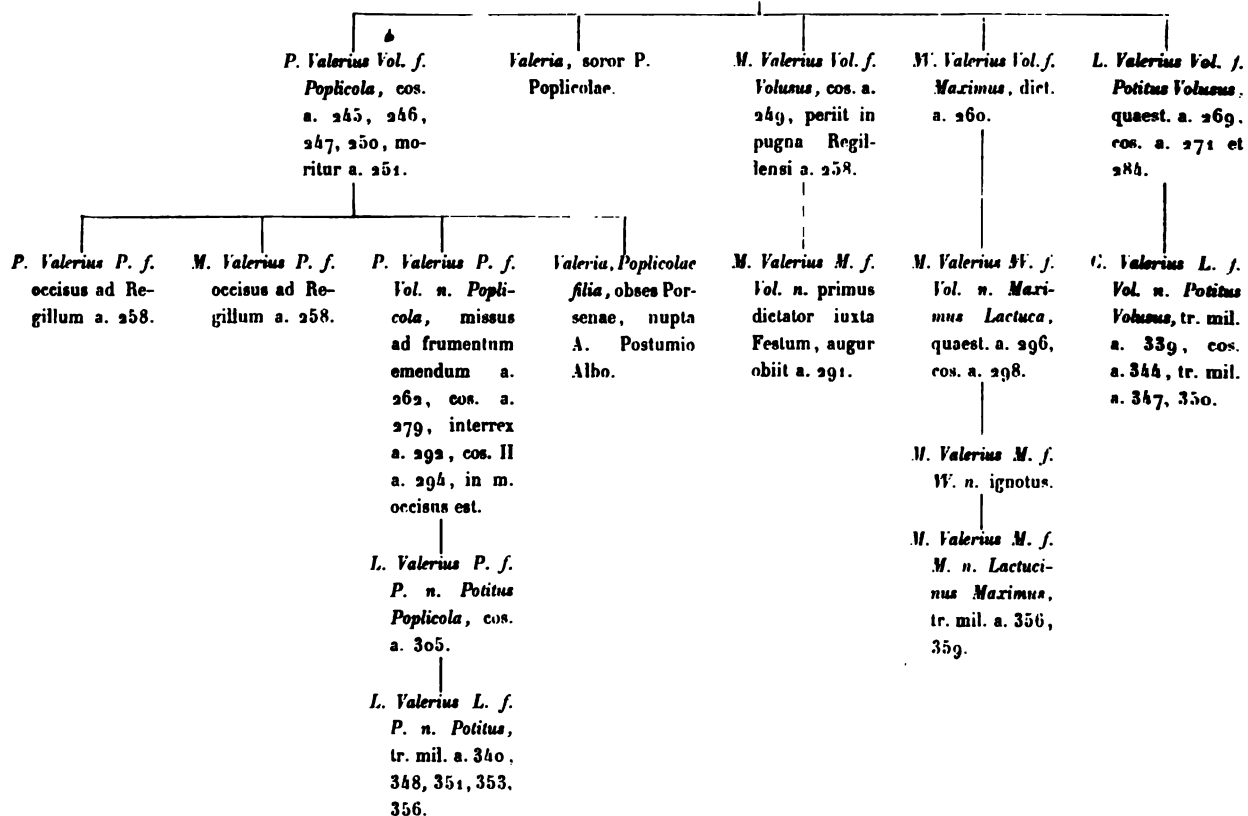 P. Valerius Vol. f.
Poplicola, cos.
a. 245, 246,
247, 250, mo-
ritur a. 251.
Valeria, soror P.
Poplicolae.
M. Valerius Vol. f.
Volusus, cos. a.
249, periit in
pugna Regil-
lensi a. 258.
M'. Valerius Vol. f.
Maximus, dict.
a. 260.
L. Valerius Vol. f.
Potitus Volusus,
quaest. a. 269,
cos. a. 271 et
284.
P. Valerius P. f.
occisus ad Re-
gillum a. 258.
M. Valerius P. f.
occisus ad Re-
gillum a. 258.
P. Valerius P. f.
Vol. n. Popli-
cola, missus
ad frumentum
emendum a.
262, cos. a.
279, interrex
a. 292, cos. II
a. 294, in m.
occisus est.
Valeria, Poplicolae
filia, obses Por-
senae, nupta
A. Postumio
Albo.
M. Valerius M. f.
Vol. n. primus
dictator iuxta
Festum, augur
obiit a. 291.
M. Valerius M'. f.
Vol. n. Maxi-
mus Lactuca,
quaest. a. 296,
cos. a. 298.
C. Valerius L. f.
Vol. n. Potitus
Volusus, tr. mil.
a. 339, cos.
a. 344, tr. mil.
a. 347, 350.
M. Valerius M. f.
M'. n. ignotus.
L. Valerius P. f.
P. n. Potitus
Poplicola, cos.
a. 305.
M. Valerius M. f.
M. n. Lactuci-
nus Maximus,
tr. mil. a. 356,
359.
L. Valerius L. f.
P. n. Potitus,
tr. mil. a. 340,
348, 351, 353,
356.